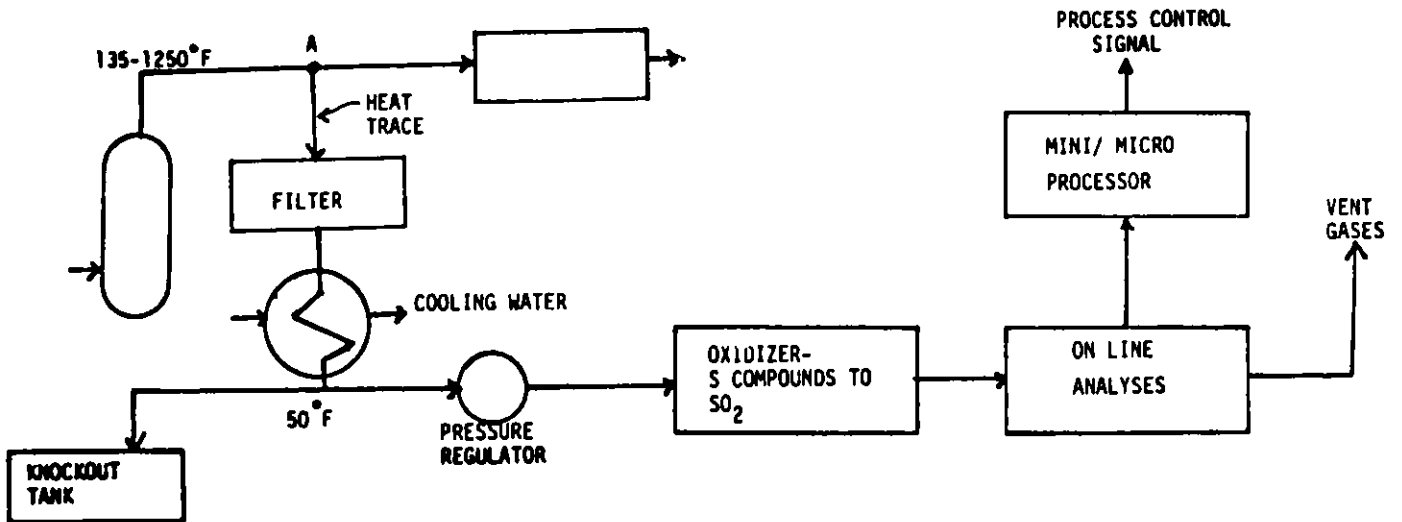 135-1250°F
A
HEAT
TRACE
FILTER
COOLING WATER
50°F
KNOCKOUT
TANK
PRESSURE
REGULATOR
OXIDIZER-
S COMPOUNDS TO
SO2
ON LINE
ANALYSES
MINI/ MICRO
PROCESSOR
PROCESS CONTROL
SIGNAL
VENT
GASES